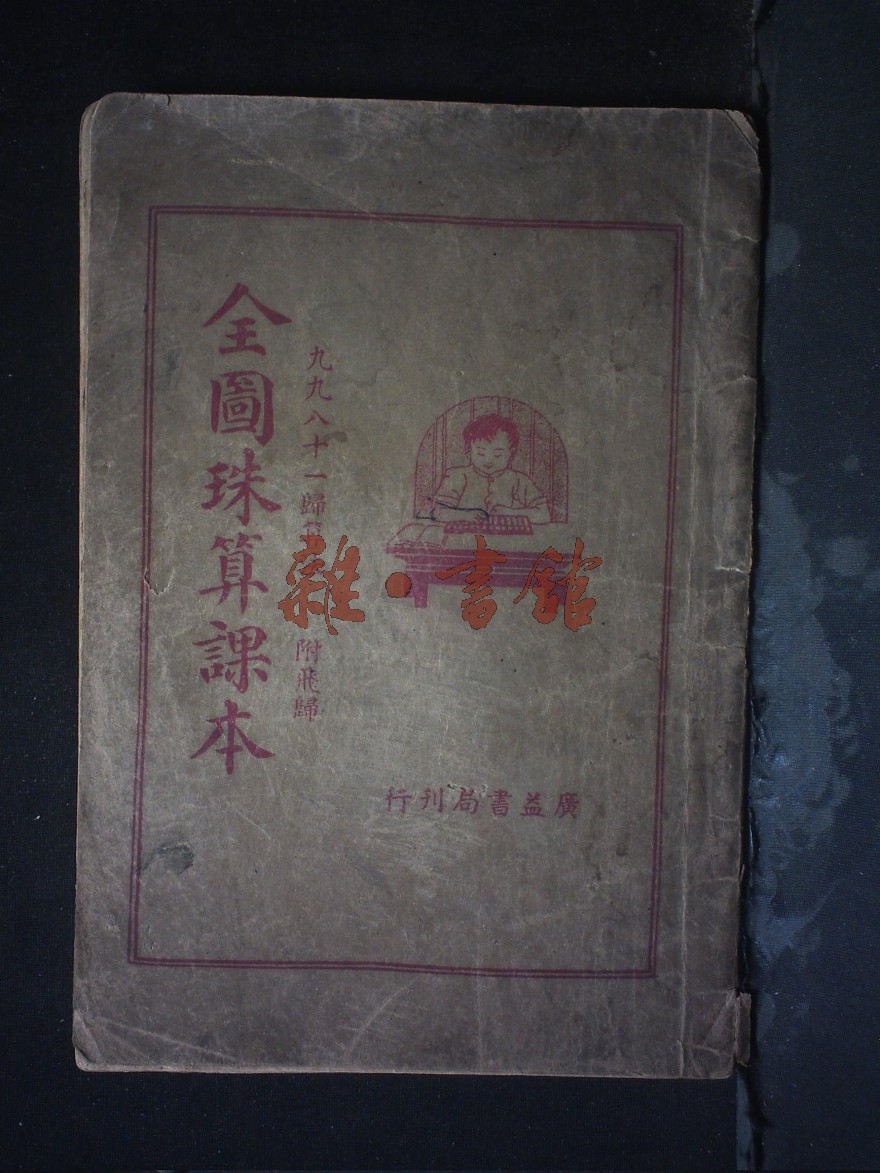 全圖珠算課本
九九八十一歸
附飛歸
廣益書局刊行
雜·書館